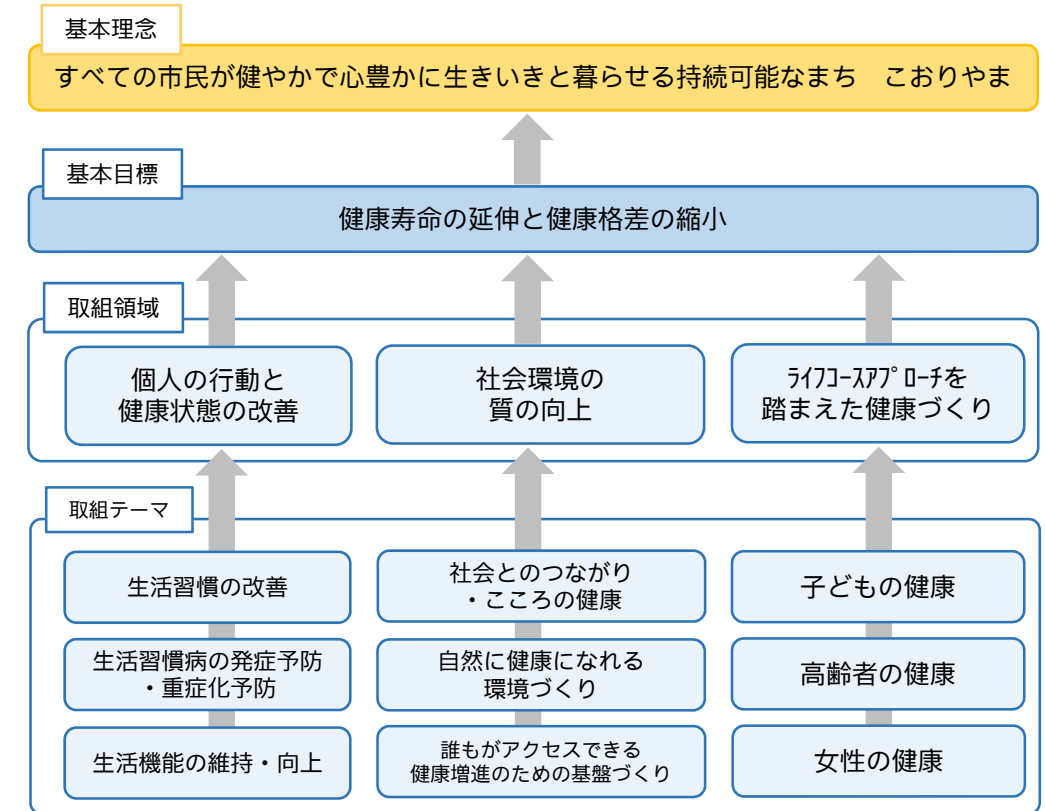 基本理念
すべての市民が健やかで心豊かに生きいきと暮らせる持続可能なまち　こおりやま
基本目標
健康寿命の延伸と健康格差の縮小
取組領域
個人の行動と
健康状態の改善
社会環境の
質の向上
ﾗｲﾌｺｰｽｱﾌﾟﾛｰﾁを
踏まえた健康づくり
取組テーマ
生活習慣の改善
社会とのつながり
・こころの健康
子どもの健康
生活習慣病の発症予防
・重症化予防
自然に健康になれる
環境づくり
高齢者の健康
生活機能の維持・向上
誰もがアクセスできる
健康増進のための基盤づくり
女性の健康